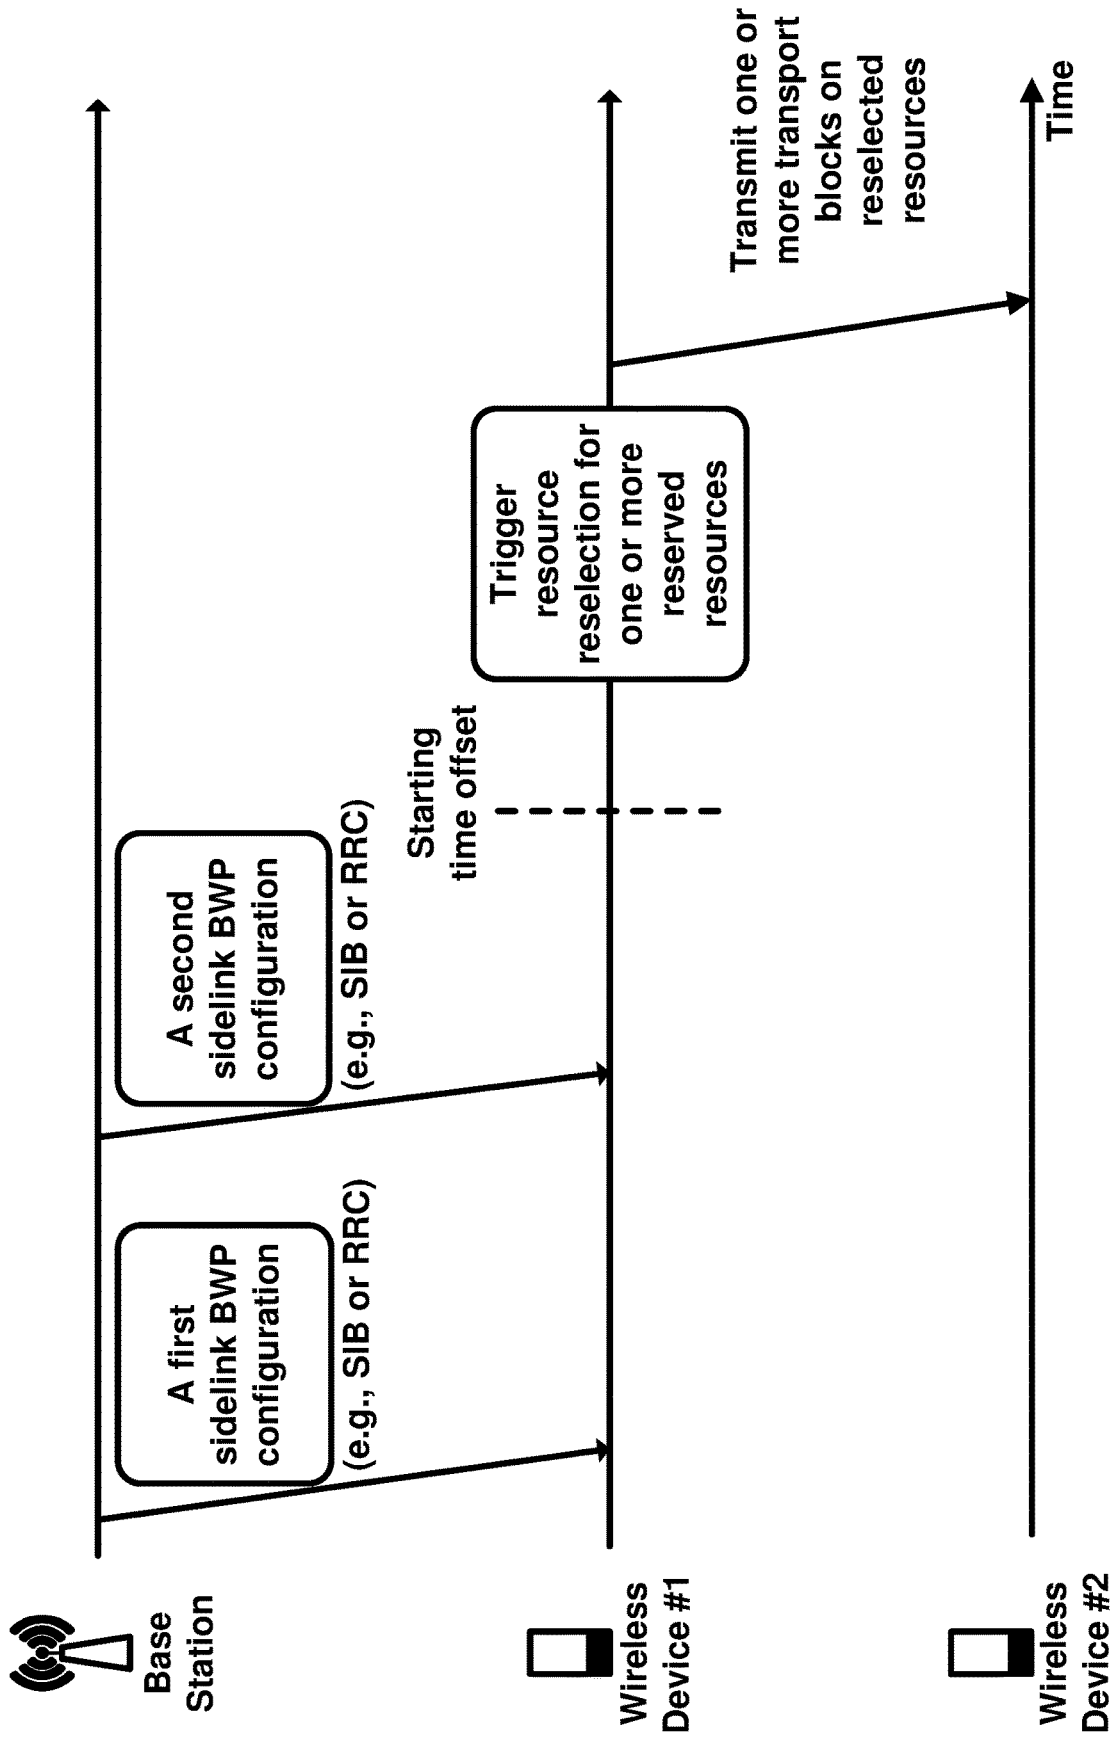 Base
Station
A first
sidelink BWP
configuration
(e.g., SIB or RRC)
A second
sidelink BWP
configuration
(e.g., SIB or RRC)
Wireless
Device #1
Starting
time offset
Trigger
resource
reselection for
one or more
reserved
resources
Transmit one or
more transport
blocks on
reselected
resources
Wireless
Device #2
Time